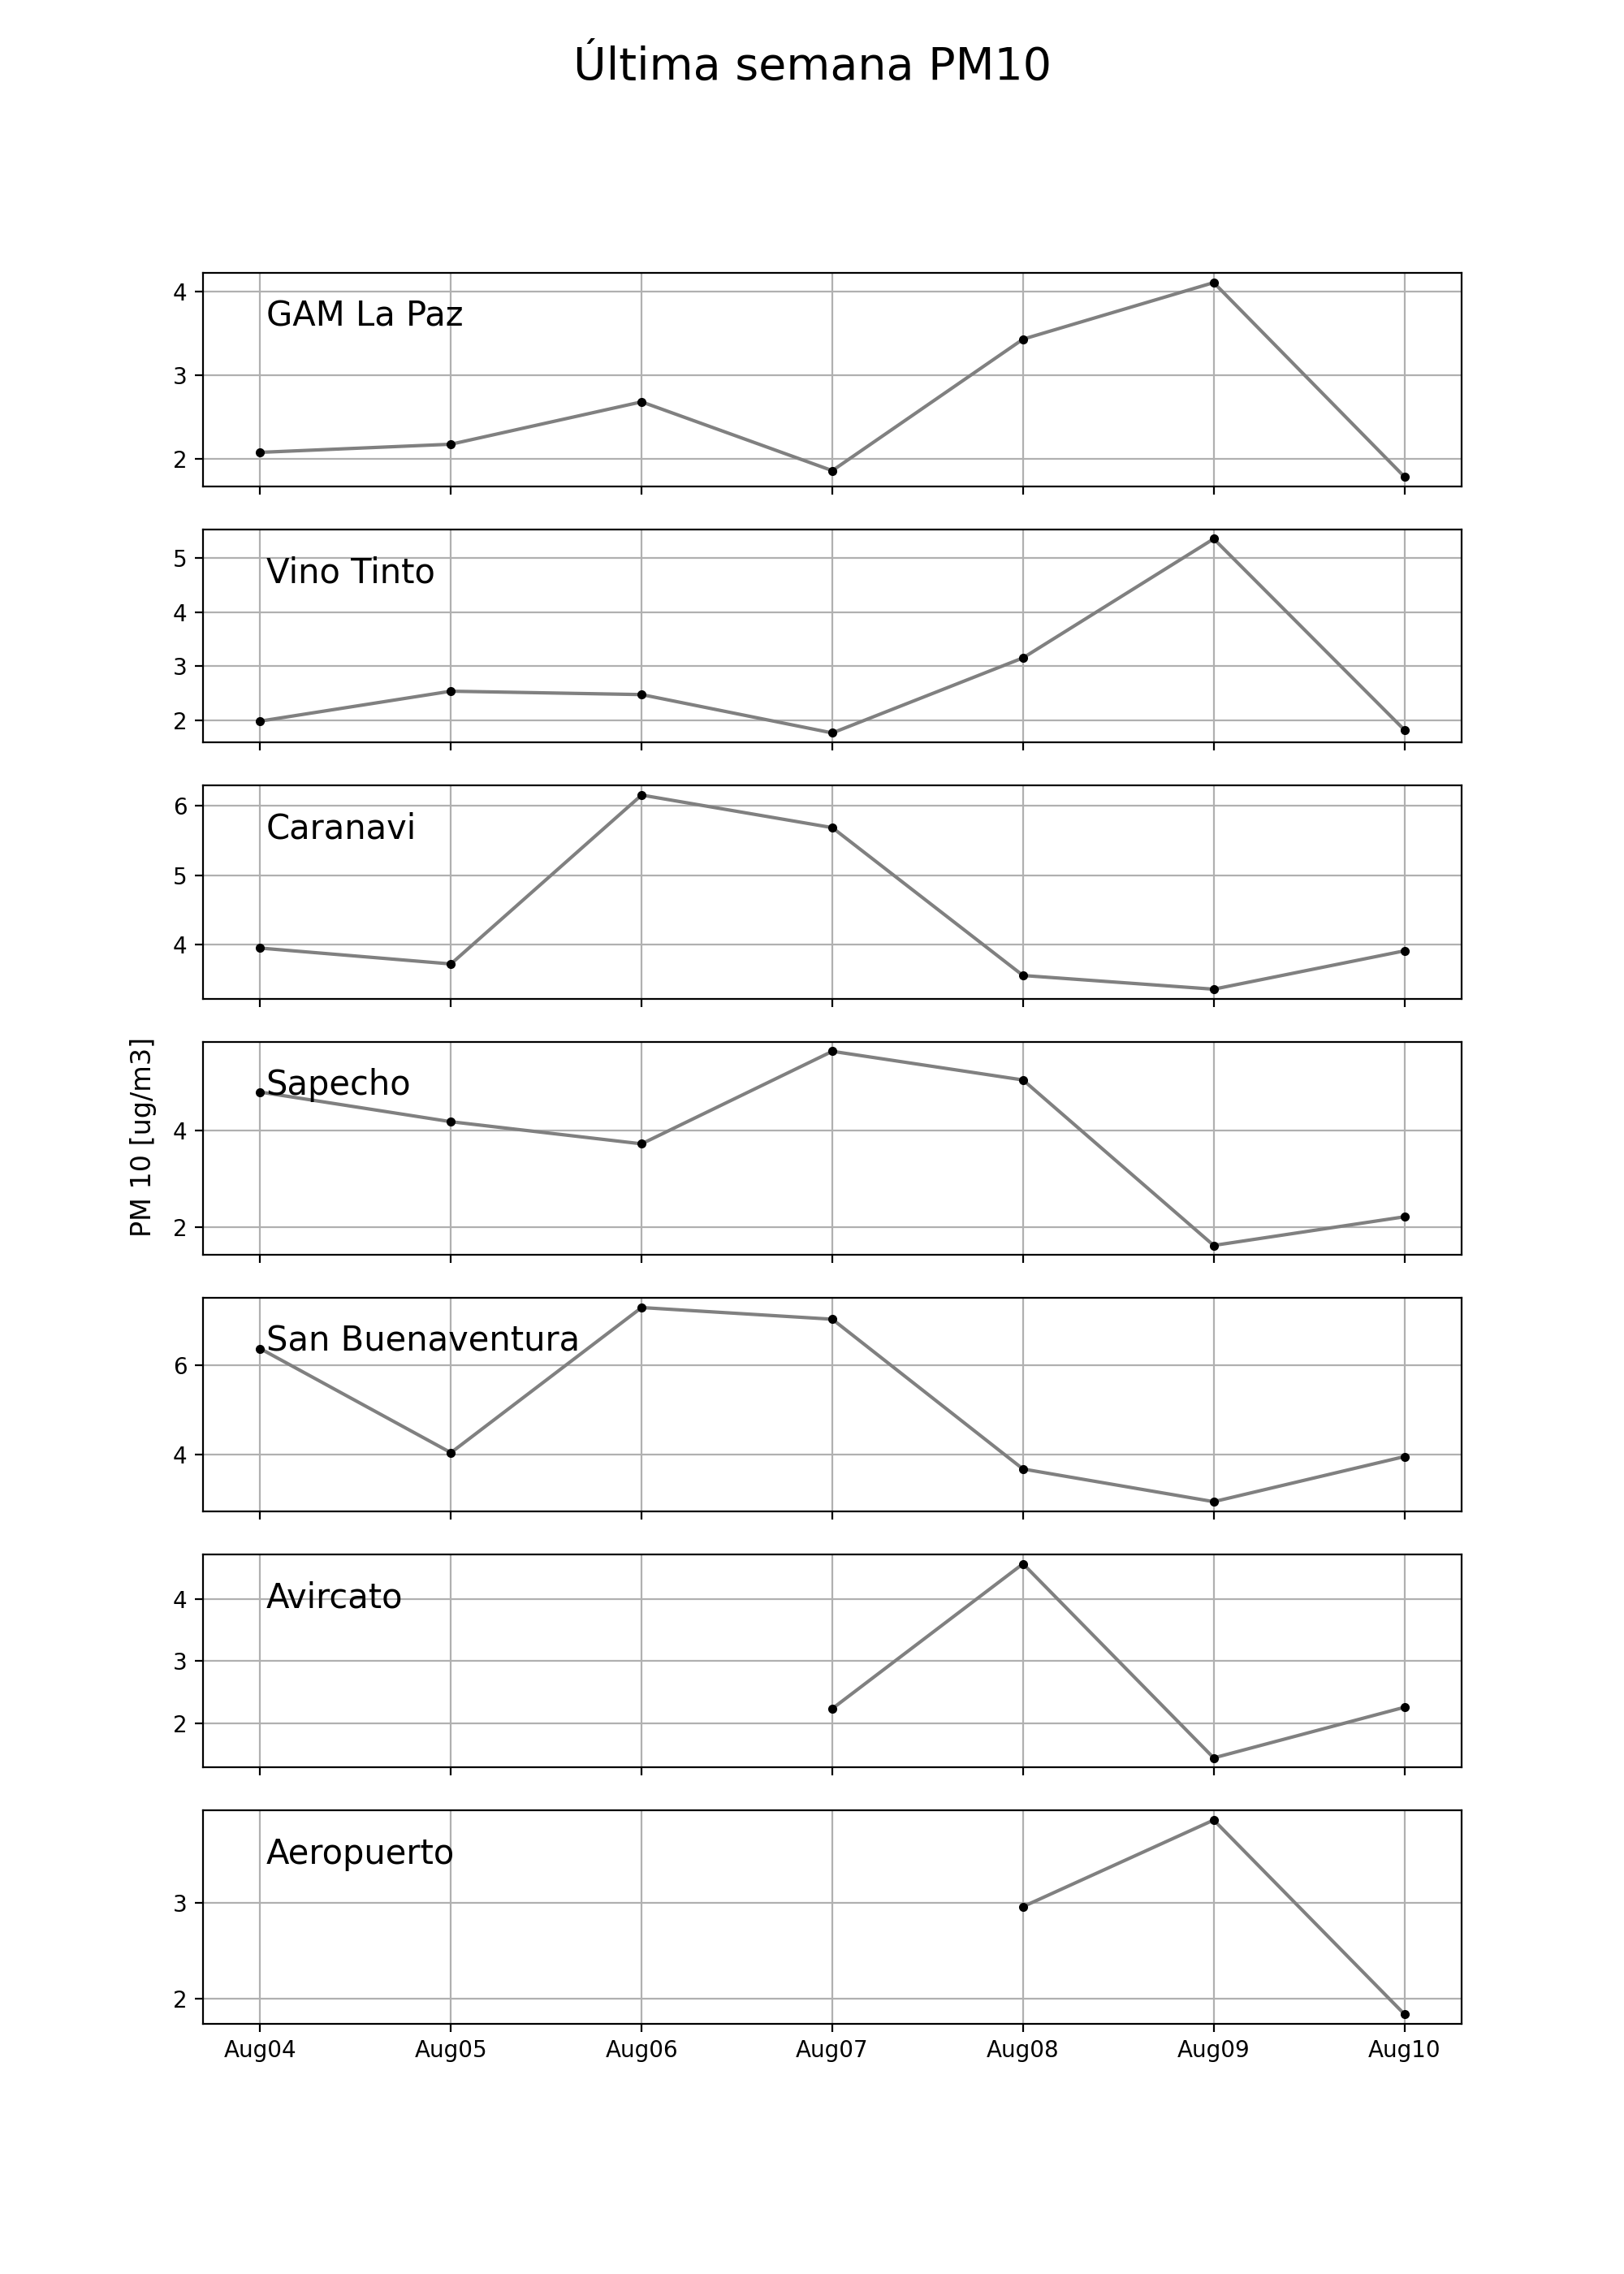 Última semana PM10
GAM La Paz
4
3
2
Vino Tinto
5
4
3
2
Caranavi
6
5
4
Sapecho
PM 10 [ug/m3]
4
2
San Buenaventura
6
4
Avircato
4
3
2
Aeropuerto
3
2
Aug04 Aug05 Aug06 Aug07 Aug08 Aug09 Aug10